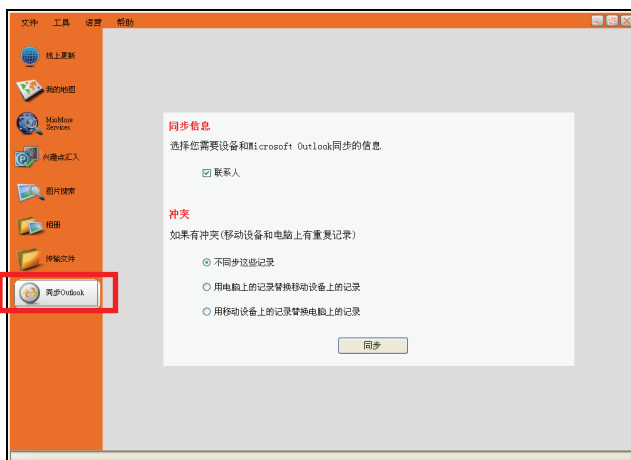 文件 工具 语言 帮助
线上更新
我的地图
MioMore
Services
兴趣点汇入
图片搜索
相册
传输文件
同步Outlook
同步信息
选择您需要设备和Microsoft Outlook同步的信息
联系人
冲突
如果有冲突(移动设备和电脑上有重复记录)
不同步这些记录
用电脑上的记录替换移动设备上的记录
用移动设备上的记录替换电脑上的记录
同步